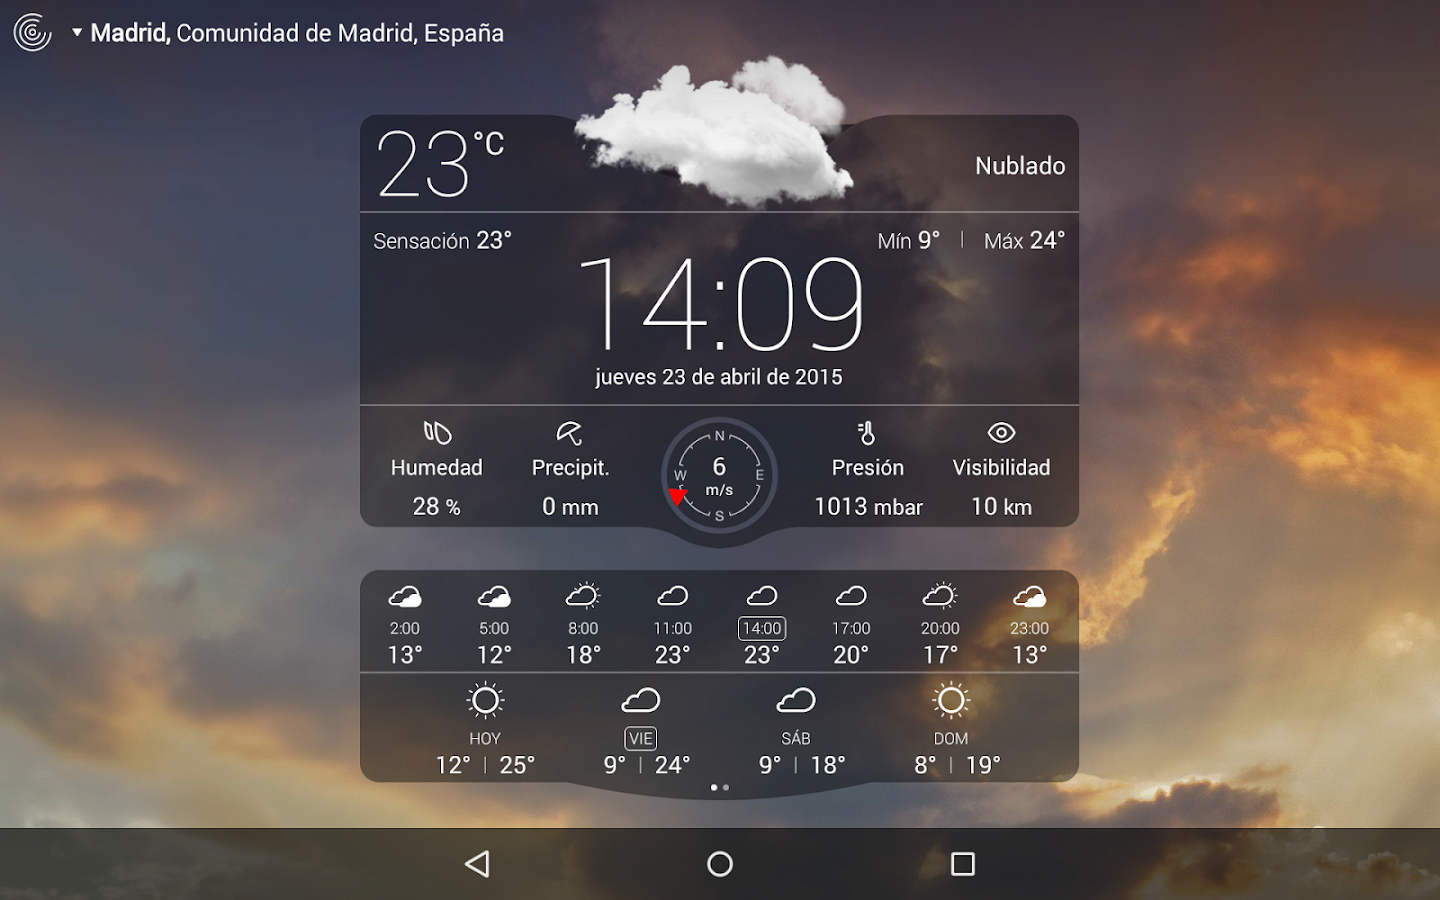 Madrid, Comunidad de Madrid, España
23°C
Nublado
Sensación 23°
Mín 9° | Máx 24°
14:09
jueves 23 de abril de 2015
Humedad
28 %
Precipit.
0 mm
N
W 6 E
m/s
S
Presión
1013 mbar
Visibilidad
10 km
2:00 5:00 8:00 11:00 14:00 17:00 20:00 23:00
13° 12° 18° 23° 23° 20° 17° 13°
HOY VIE SÁB DOM
12° | 25° 9° | 24° 9° | 18° 8° | 19°